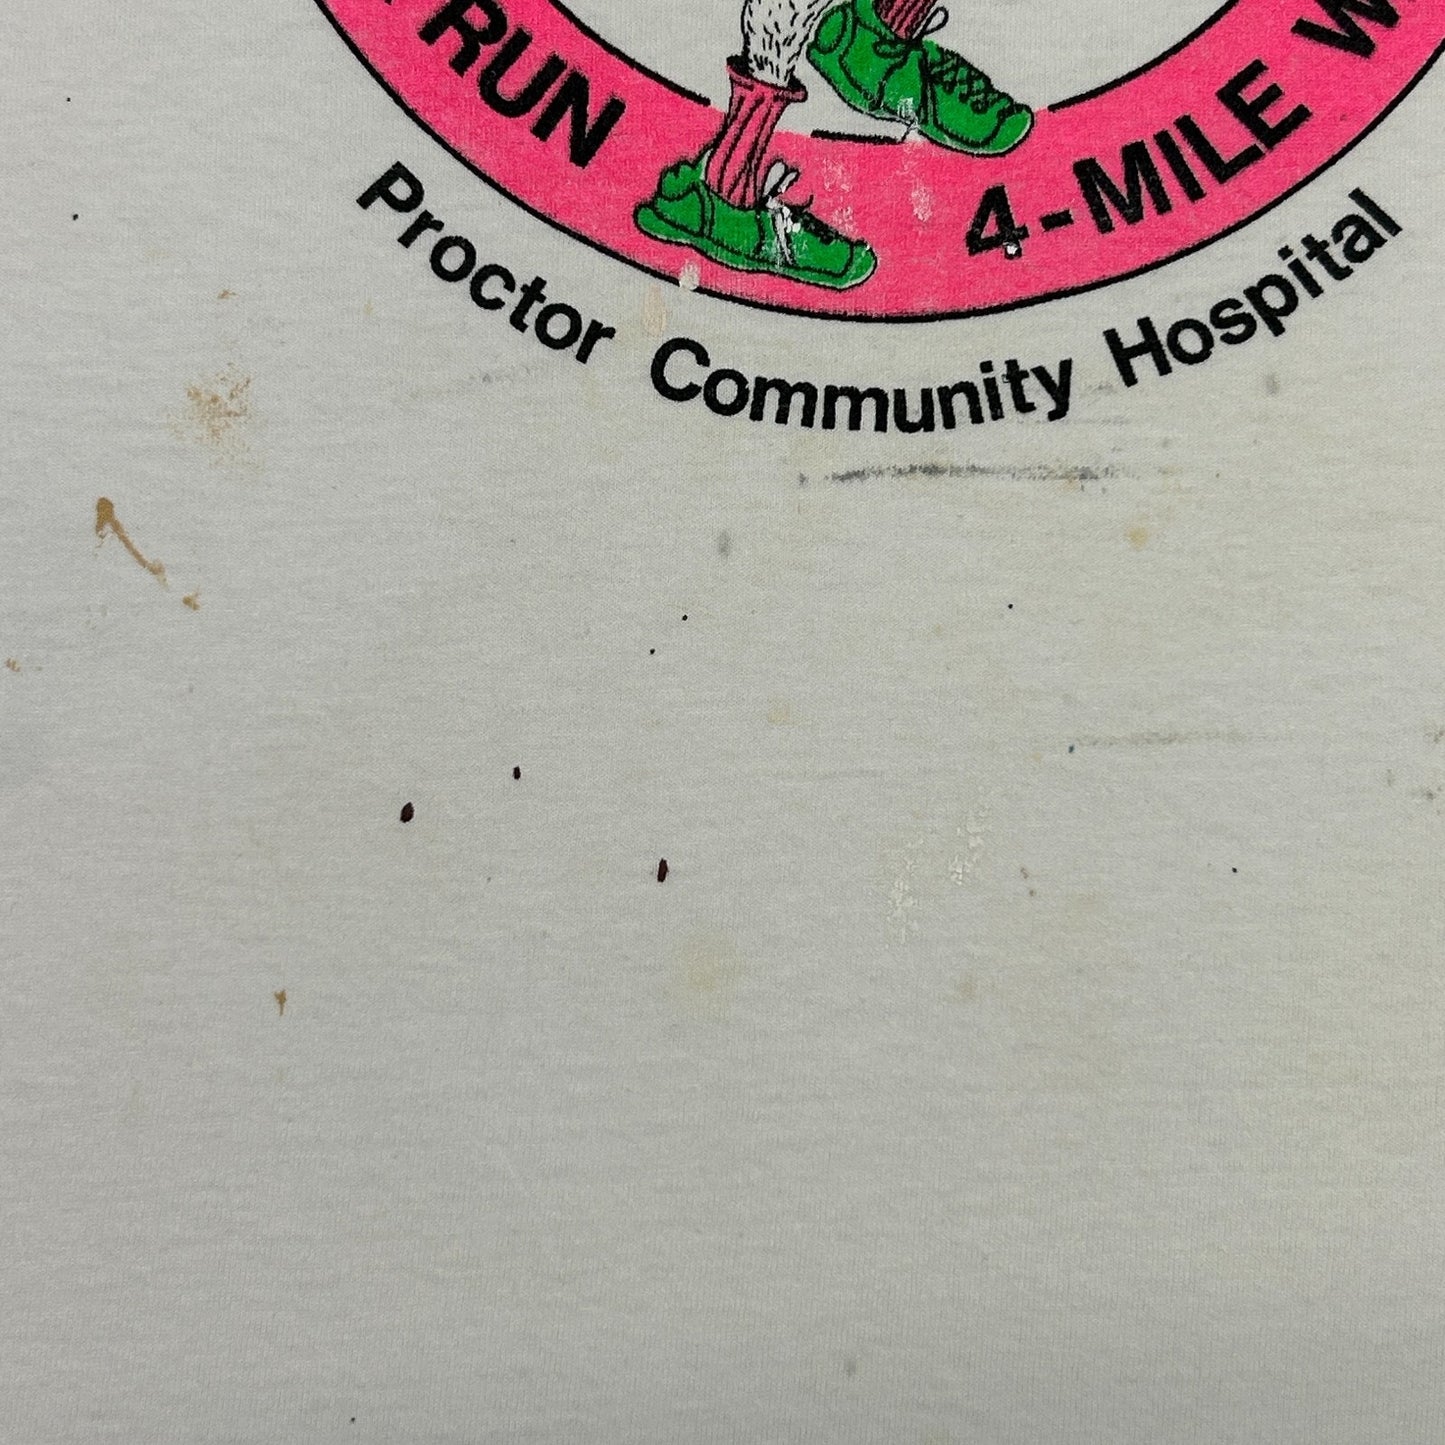 RUN
4-MILE
Proctor Community Hospital